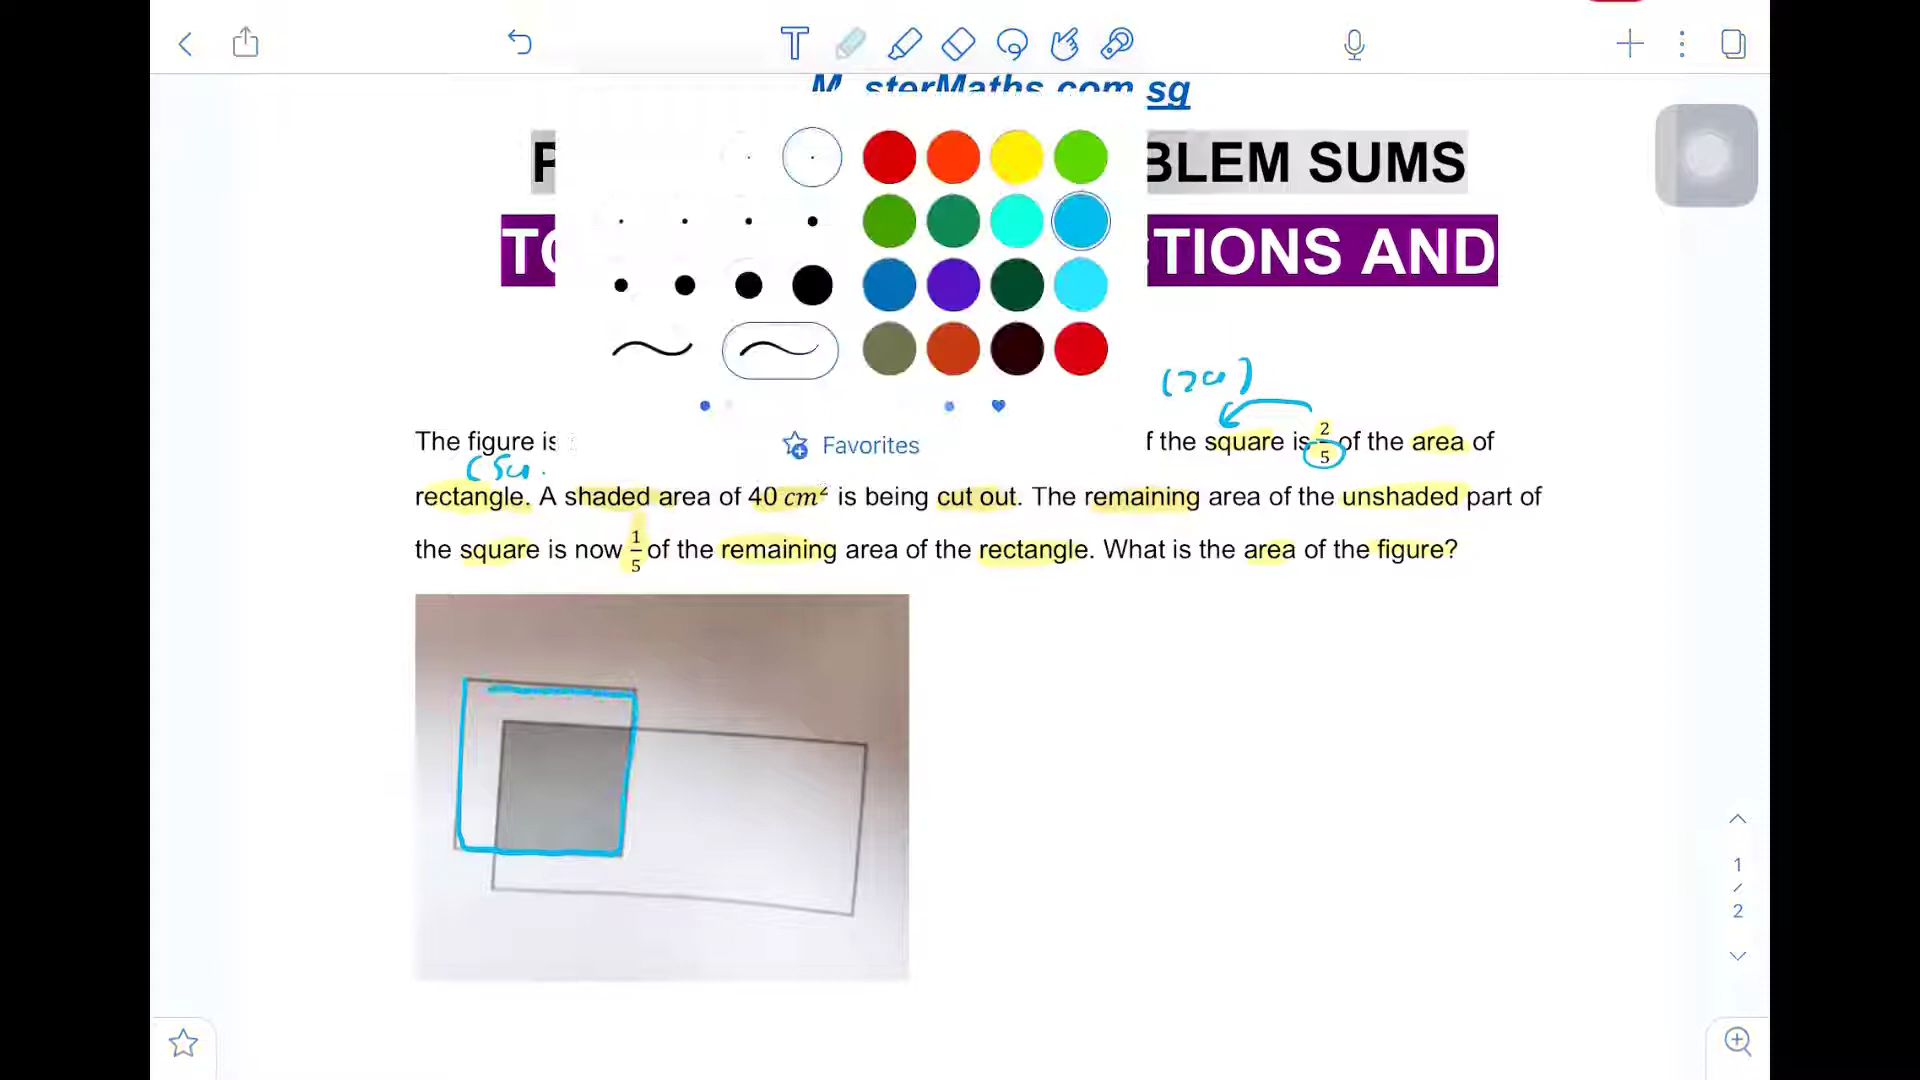 sterMaths.com.sg
BLEM SUMS
TIONS AND
The figure is
f the square is 2/5 of the area of
rectangle. A shaded area of 40 cm² is being cut out. The remaining area of the unshaded part of
the square is now 1/5 of the remaining area of the rectangle. What is the area of the figure?
Favorites
1
/
2